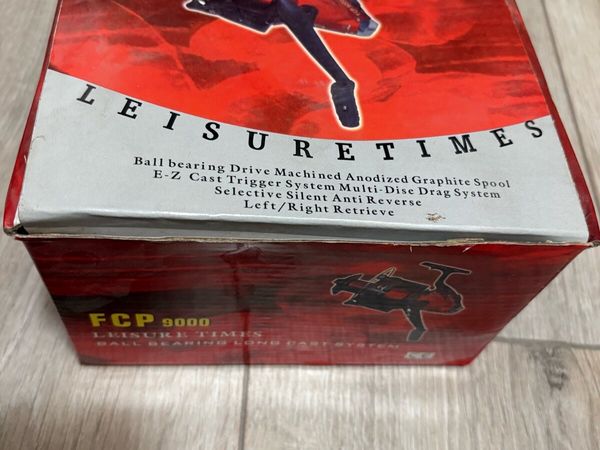 LEISURETIMES
Ball bearing Drive Machined Anodized Graphite Spool
E-Z Cast Trigger System Multi-Disc Drag System
Selective Silent Anti Reverse
Left/Right Retrieve
FCP 9000
LEISURE TIMES
BALL BEARING LONG CAST SYSTEM